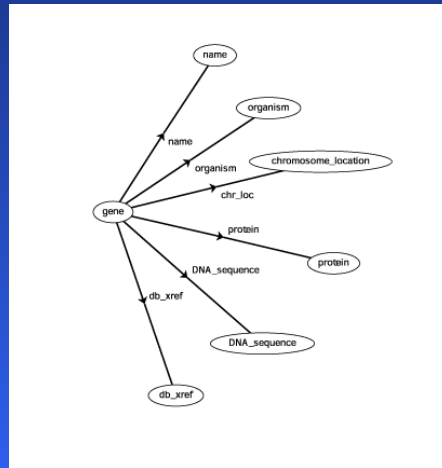 name
organism
name
chromosome_location
organism
chr_loc
gene
protein
protein
DNA_sequence
db_xref
DNA_sequence
db_xref